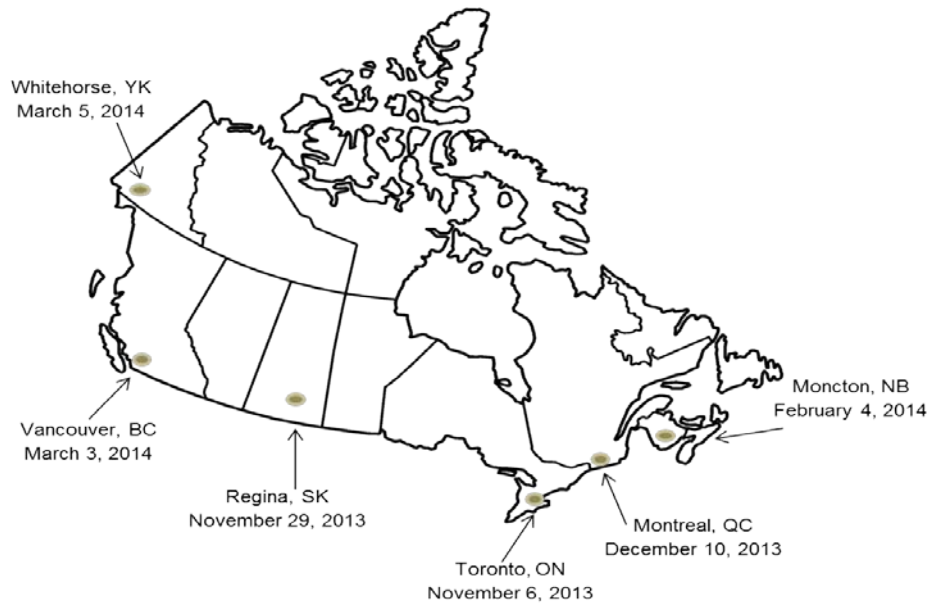 Whitehorse, YK
March 5, 2014
Moncton, NB
February 4, 2014
Vancouver, BC
March 3, 2014
Regina, SK
November 29, 2013
Montreal, QC
December 10, 2013
Toronto, ON
November 6, 2013